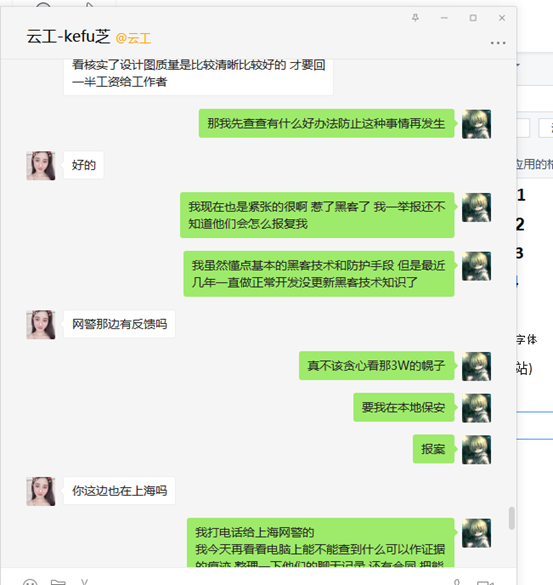 云工-kefu芝 @云工
看核实了设计图质量是比较清晰比较好的 才要回
一半工资给工作者
那我先查查有什么好办法防止这种事情再发生
好的
我现在也是紧张的很啊 惹了黑客了 我一举报还不
知道他们会怎么报复我
我虽然懂点基本的黑客技术和防护手段 但是最近
几年一直做正常开发没更新黑客技术知识了
网警那边有反馈吗
真不该贪心看那3W的幌子
要我在本地保安
报案
你这边也在上海吗
我打电话给上海网警的
我今天再看看电脑上能不能查到什么可以作证据
的痕迹 整理一下他们的聊天记录 还有合同 把能
应用的格
1
2
3
字体
站)